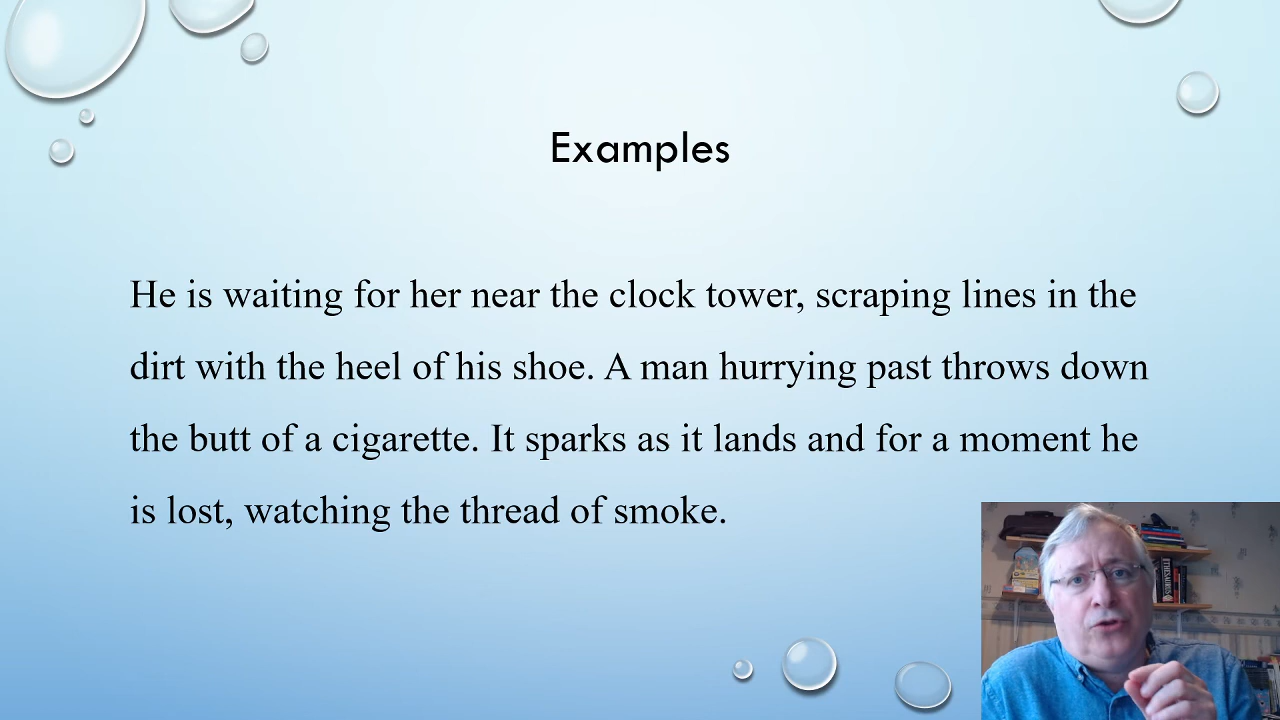 Examples
He is waiting for her near the clock tower, scraping lines in the
dirt with the heel of his shoe. A man hurrying past throws down
the butt of a cigarette. It sparks as it lands and for a moment he
is lost, watching the thread of smoke.
THESAURUS